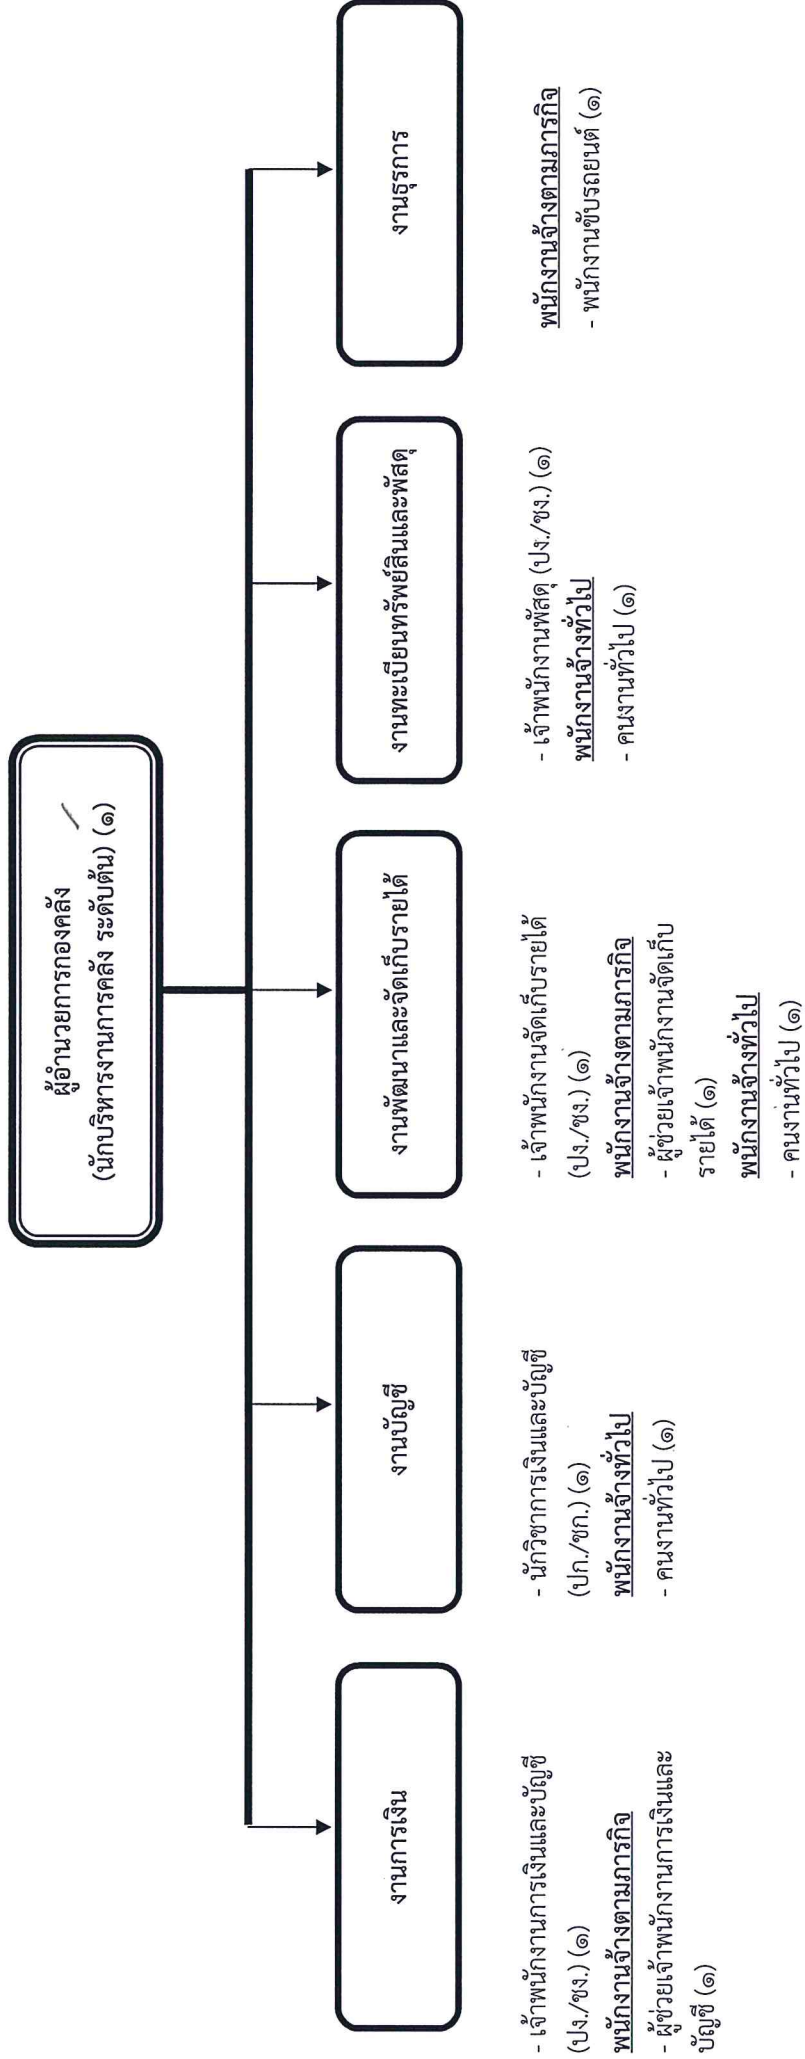 ผู้อำนวยการกองคลัง
(นักบริหารงานการคลัง ระดับต้น) (๑)
งานการเงิน
- เจ้าพนักงานการเงินและบัญชี
(ปง./ชง.) (๑)
พนักงานจ้างตามภารกิจ
- ผู้ช่วยเจ้าพนักงานการเงินและ
บัญชี (๑)
งานบัญชี
- นักวิชาการเงินและบัญชี
(ปก./ชก.) (๑)
พนักงานจ้างทั่วไป
- คนงานทั่วไป (๑)
งานพัฒนาและจัดเก็บรายได้
- เจ้าพนักงานจัดเก็บรายได้
(ปง./ชง.) (๑)
พนักงานจ้างตามภารกิจ
- ผู้ช่วยเจ้าพนักงานจัดเก็บ
รายได้ (๑)
พนักงานจ้างทั่วไป
- คนงานทั่วไป (๑)
งานทะเบียนทรัพย์สินและพัสดุ
- เจ้าพนักงานพัสดุ (ปง./ชง.) (๑)
พนักงานจ้างทั่วไป
- คนงานทั่วไป (๑)
งานธุรการ
พนักงานจ้างตามภารกิจ
- พนักงานขับรถยนต์ (๑)